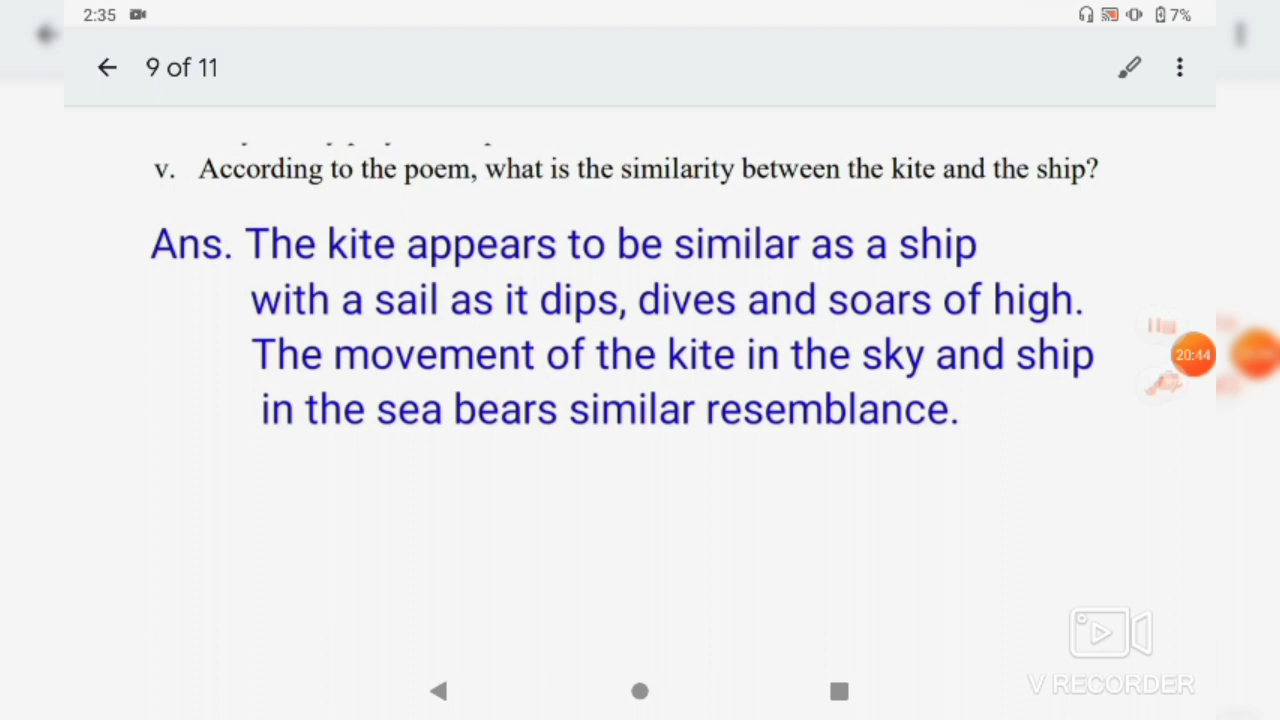 2:35
7%
9 of 11
v. According to the poem, what is the similarity between the kite and the ship?
Ans. The kite appears to be similar as a ship
with a sail as it dips, dives and soars of high.
The movement of the kite in the sky and ship
in the sea bears similar resemblance.
20:44
V RECORDER